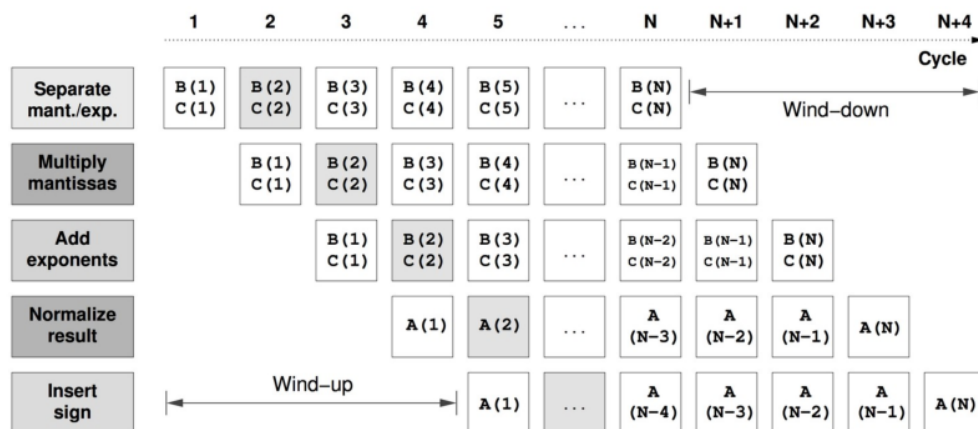 1 2 3 4 5 ... N N+1 N+2 N+3 N+4
Cycle
Separate mant./exp.
B(1) C(1)
B(2) C(2)
B(3) C(3)
B(4) C(4)
B(5) C(5)
...
B(N) C(N)
Wind-down
Multiply mantissas
B(1) C(1)
B(2) C(2)
B(3) C(3)
B(4) C(4)
...
B(N-1) C(N-1)
B(N) C(N)
Add exponents
B(1) C(1)
B(2) C(2)
B(3) C(3)
...
B(N-2) C(N-2)
B(N-1) C(N-1)
B(N) C(N)
Normalize result
A(1)
A(2)
...
A (N-3)
A (N-2)
A (N-1)
A(N)
Insert sign
Wind-up
A(1)
...
A (N-4)
A (N-3)
A (N-2)
A (N-1)
A(N)